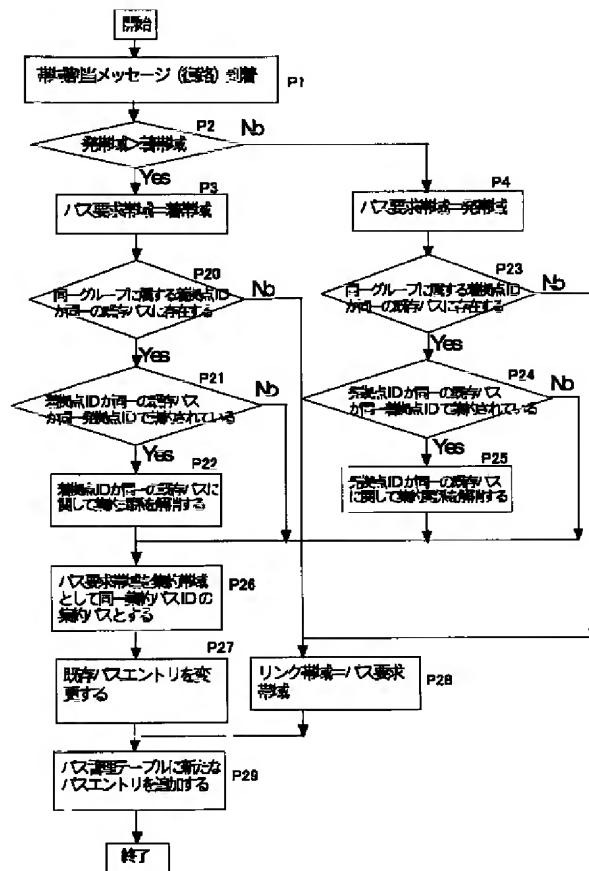 開始
帯域割当メッセージ（復路）到着
P1
P2
No
発帯域＞着帯域
Yes
P3
パス要求帯域＝着帯域
P4
パス要求帯域＝発帯域
P20
No
同一グループに属する着拠点ID
が同一の既存パスに存在する
P23
No
同一グループに属する着拠点ID
が同一の既存パスに存在する
Yes
Yes
P21
No
着拠点IDが同一の既存パス
が同一発拠点IDで集約されている
P24
No
発拠点IDが同一の既存パス
が同一着拠点IDで集約されている
Yes
Yes
P22
着拠点IDが同一の既存パスに
関して集約関係を解消する
P25
発拠点IDが同一の既存パス
に関して集約関係を解消する
パス要求帯域を集約帯域
として同一集約パスIDの
集約パスとする
P26
P27
既存パスエントリを変
更する
リンク帯域＝パス要求
帯域
P28
パス管理テーブルに新たな
パスエントリを追加する
P29
終了